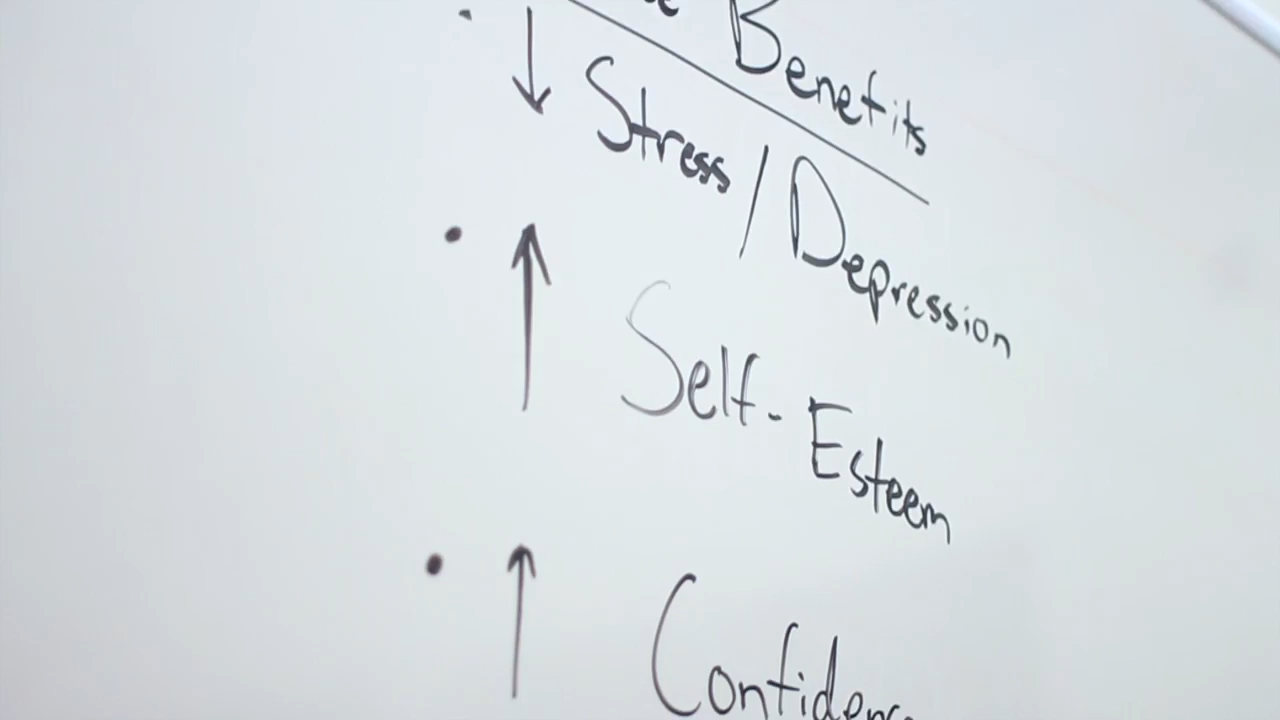 Benefits
• ↓ Stress / Depression
• ↑ Self-Esteem
• ↑